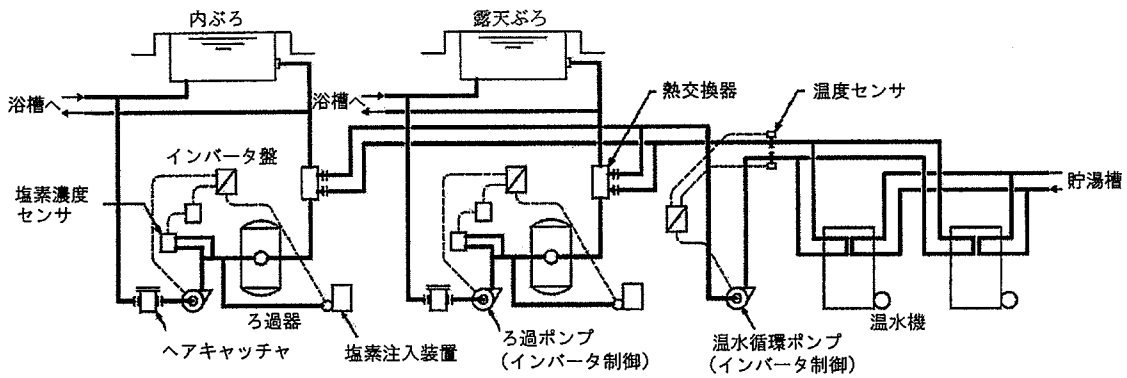 内ぶろ
露天ぶろ
浴槽へ
浴槽へ
熱交換器
温度センサ
インバータ盤
塩素濃度
センサ
貯湯槽
ろ過器
ヘアキャッチャ
塩素注入装置
ろ過ポンプ
（インバータ制御）
温水循環ポンプ
（インバータ制御）
温水機